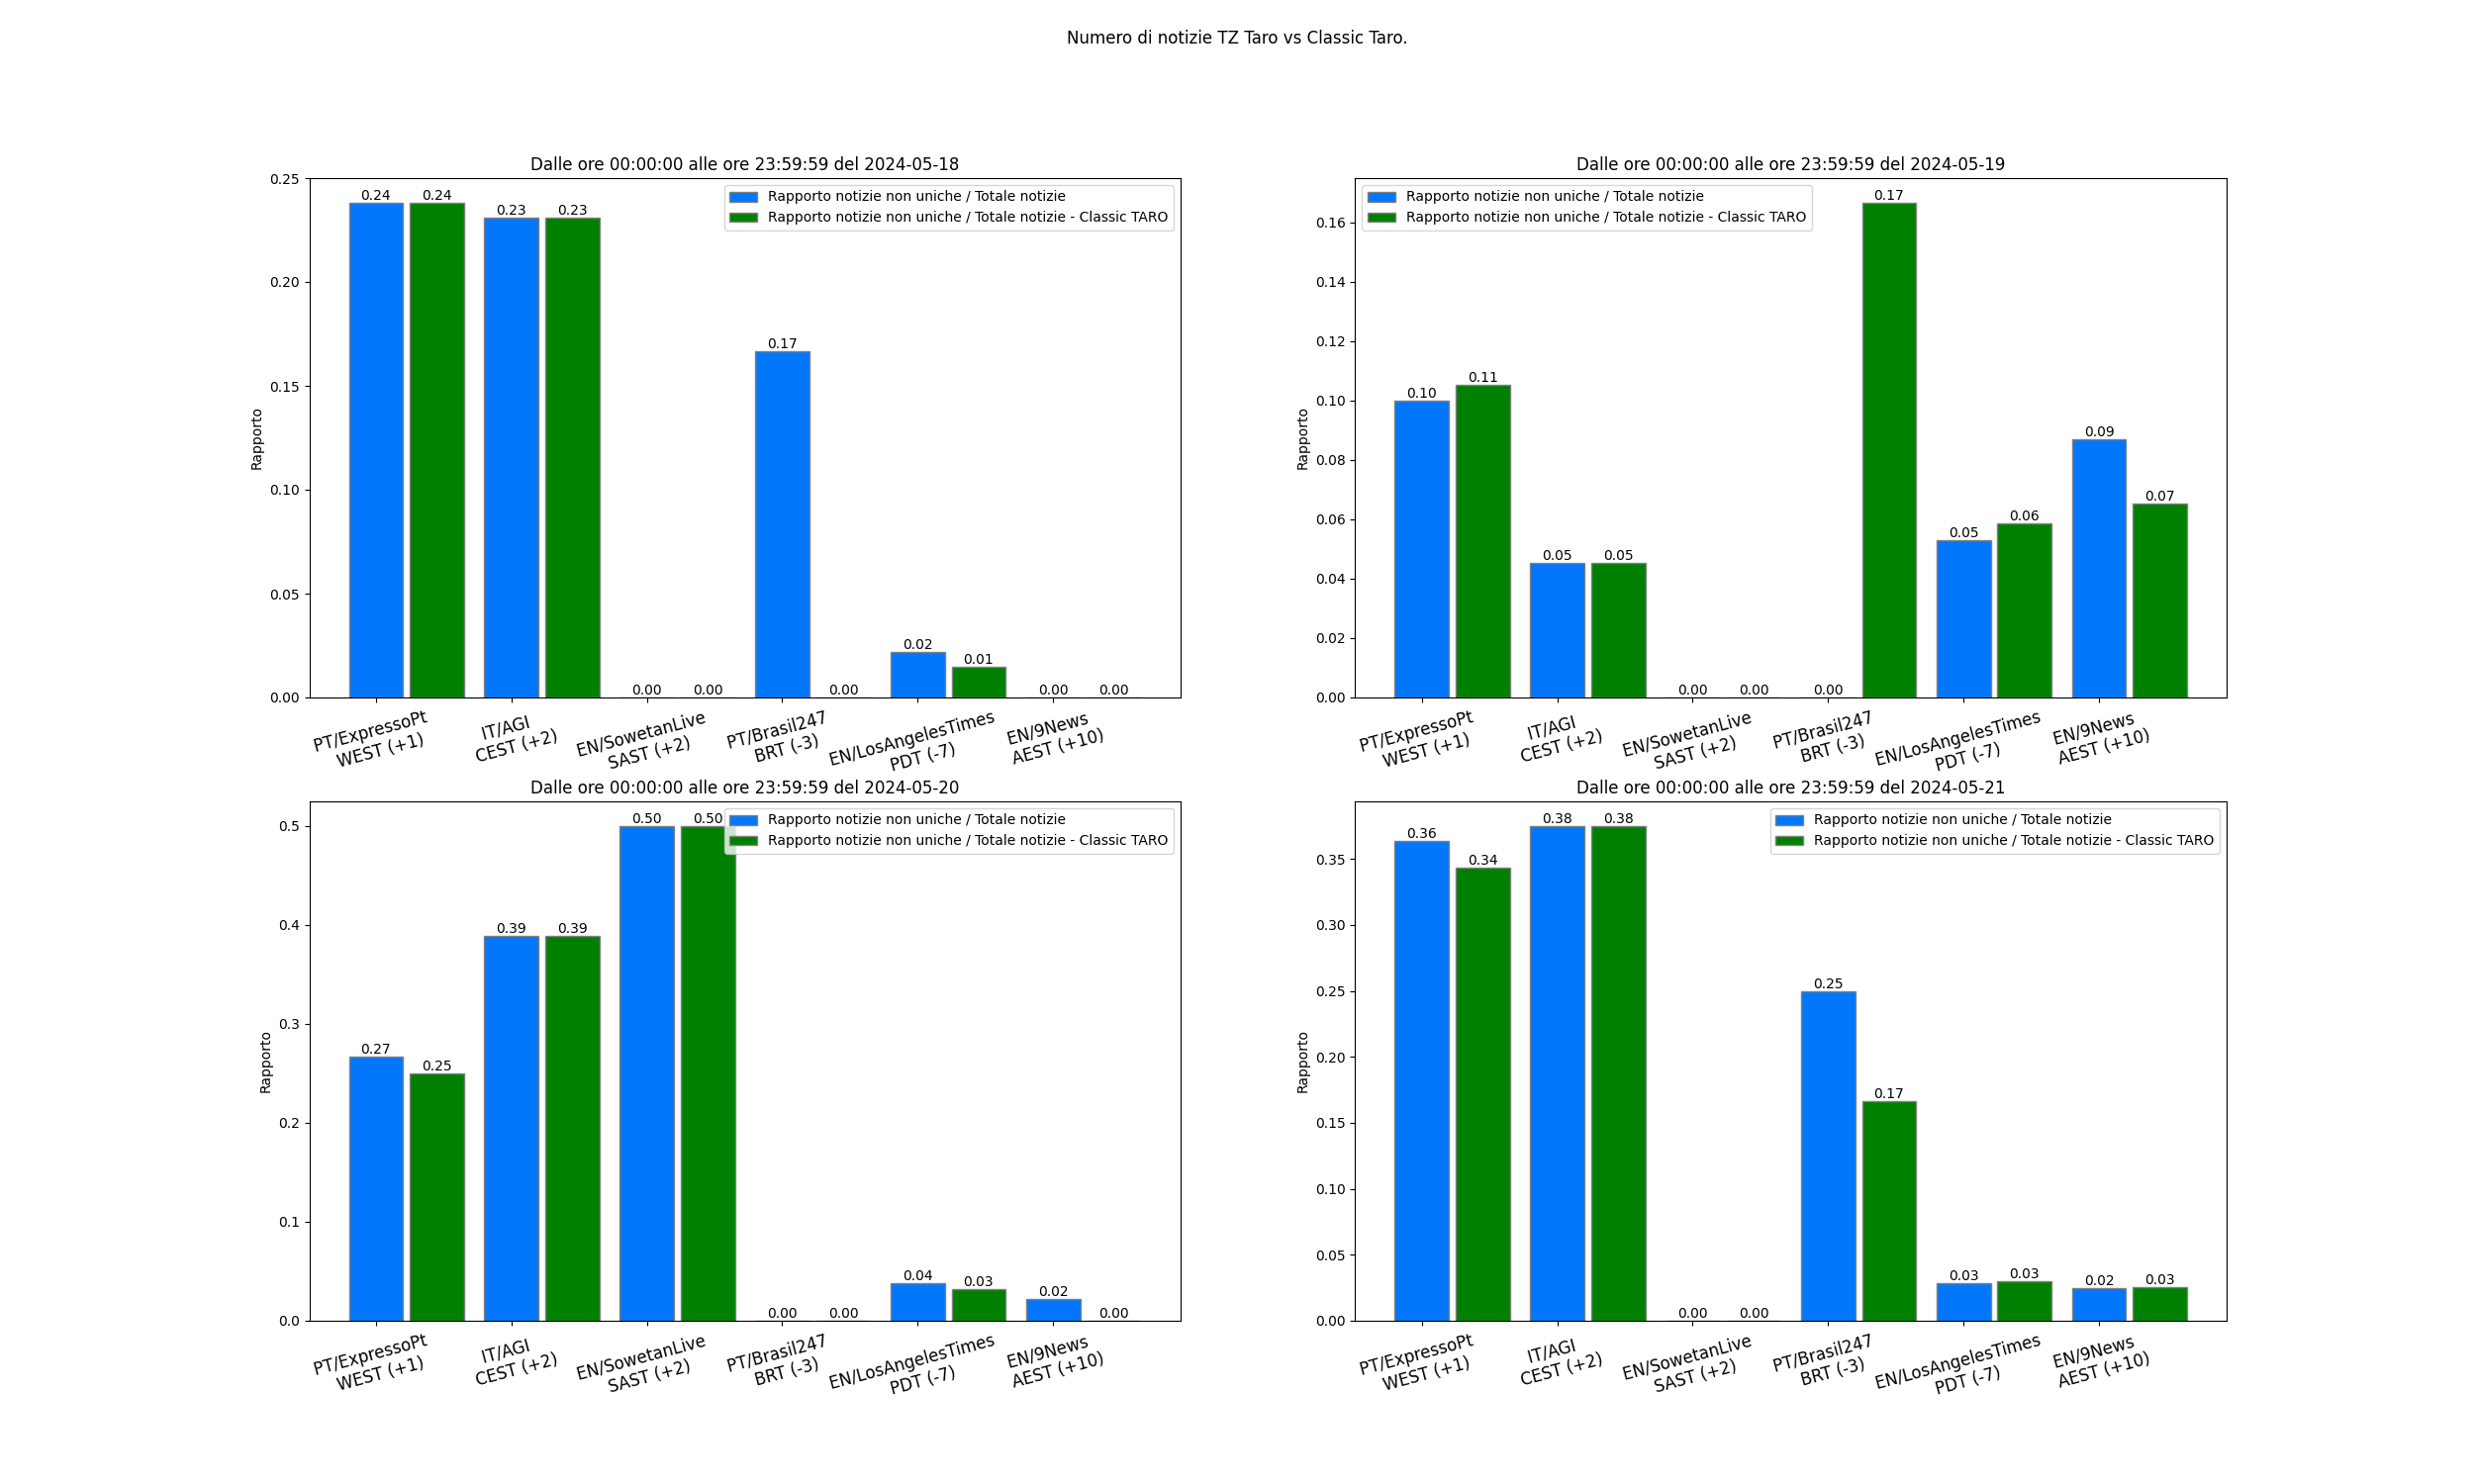 Numero di notizie TZ Taro vs Classic Taro.
Dalle ore 00:00:00 alle ore 23:59:59 del 2024-05-18
Rapporto notizie non uniche / Totale notizie
Rapporto notizie non uniche / Totale notizie - Classic TARO
Rapporto
0.25
0.20
0.15
0.10
0.05
0.00
0.24 0.24 0.23 0.23 0.00 0.00 0.17 0.00 0.02 0.01 0.00 0.00
PT/ExpressoPt
WEST (+1)
IT/AGI
CEST (+2)
EN/SowetanLive
SAST (+2)
PT/Brasil247
BRT (-3)
EN/LosAngelesTimes
PDT (-7)
EN/9News
AEST (+10)
Dalle ore 00:00:00 alle ore 23:59:59 del 2024-05-19
Rapporto notizie non uniche / Totale notizie
Rapporto notizie non uniche / Totale notizie - Classic TARO
Rapporto
0.16
0.14
0.12
0.10
0.08
0.06
0.04
0.02
0.00
0.10 0.11 0.05 0.05 0.00 0.00 0.00 0.17 0.05 0.06 0.09 0.07
PT/ExpressoPt
WEST (+1)
IT/AGI
CEST (+2)
EN/SowetanLive
SAST (+2)
PT/Brasil247
BRT (-3)
EN/LosAngelesTimes
PDT (-7)
EN/9News
AEST (+10)
Dalle ore 00:00:00 alle ore 23:59:59 del 2024-05-20
Rapporto notizie non uniche / Totale notizie
Rapporto notizie non uniche / Totale notizie - Classic TARO
Rapporto
0.5
0.4
0.3
0.2
0.1
0.0
0.27 0.25 0.39 0.39 0.50 0.50 0.00 0.00 0.04 0.03 0.02 0.00
PT/ExpressoPt
WEST (+1)
IT/AGI
CEST (+2)
EN/SowetanLive
SAST (+2)
PT/Brasil247
BRT (-3)
EN/LosAngelesTimes
PDT (-7)
EN/9News
AEST (+10)
Dalle ore 00:00:00 alle ore 23:59:59 del 2024-05-21
Rapporto notizie non uniche / Totale notizie
Rapporto notizie non uniche / Totale notizie - Classic TARO
Rapporto
0.35
0.30
0.25
0.20
0.15
0.10
0.05
0.00
0.36 0.34 0.38 0.38 0.00 0.00 0.25 0.17 0.03 0.03 0.02 0.03
PT/ExpressoPt
WEST (+1)
IT/AGI
CEST (+2)
EN/SowetanLive
SAST (+2)
PT/Brasil247
BRT (-3)
EN/LosAngelesTimes
PDT (-7)
EN/9News
AEST (+10)